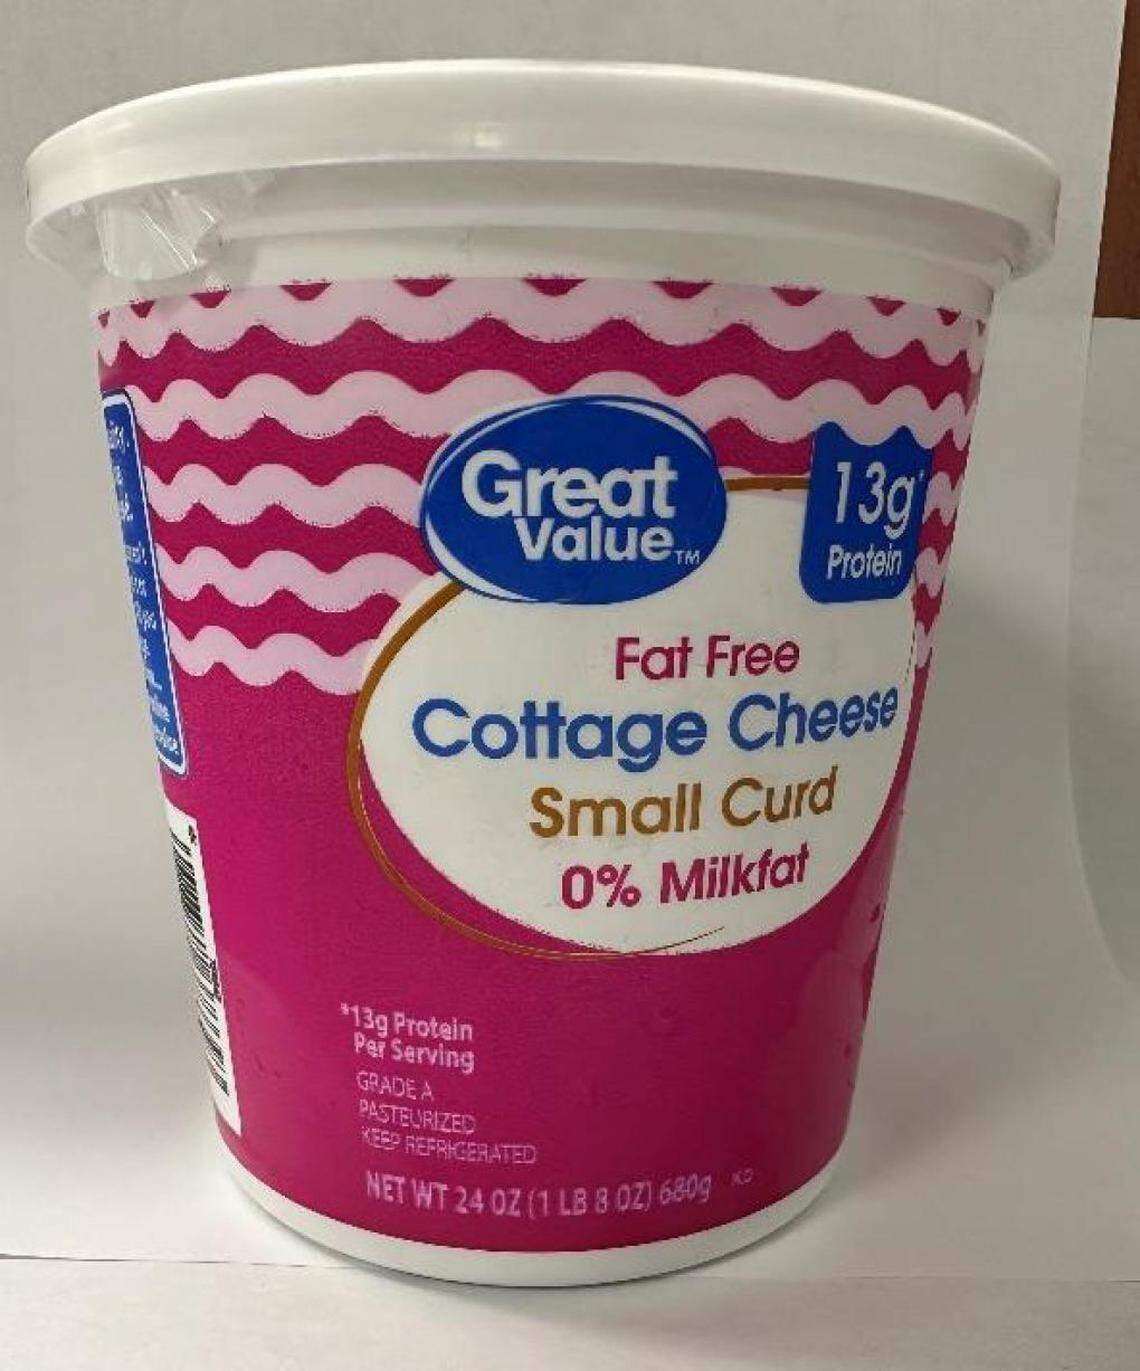 Great
Value™
13g*
Protein
Fat Free
Cottage Cheese
Small Curd
0% Milkfat
*13g Protein
Per Serving
GRADE A
PASTEURIZED
KEEP REFRIGERATED
NET WT 24 OZ (1 LB 8 OZ) 680g